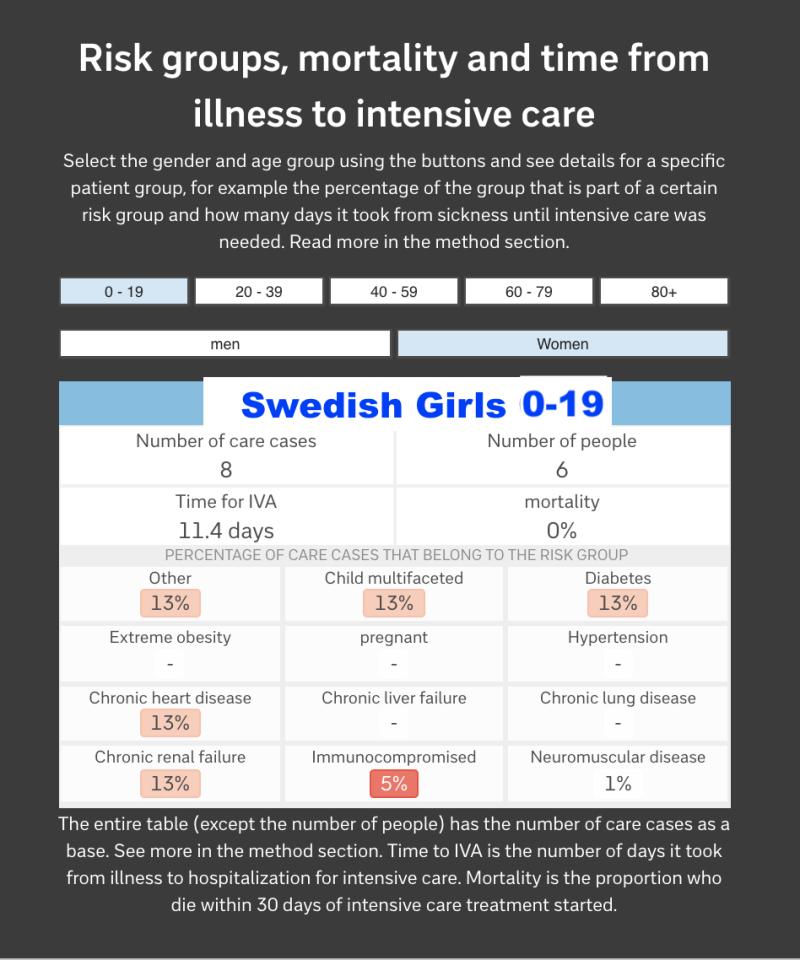 Risk groups, mortality and time from
illness to intensive care
Select the gender and age group using the buttons and see details for a specific
patient group, for example the percentage of the group that is part of a certain
risk group and how many days it took from sickness until intensive care was
needed. Read more in the method section.
0 - 19 20 - 39 40 - 59 60 - 79 80+
men Women
Swedish Girls 0-19
Number of care cases Number of people
8 6
Time for IVA mortality
11.4 days 0%
PERCENTAGE OF CARE CASES THAT BELONG TO THE RISK GROUP
Other Child multifaceted Diabetes
13% 13% 13%
Extreme obesity pregnant Hypertension
- - -
Chronic heart disease Chronic liver failure Chronic lung disease
13% - -
Chronic renal failure Immunocompromised Neuromuscular disease
13% 5% 1%
The entire table (except the number of people) has the number of care cases as a
base. See more in the method section. Time to IVA is the number of days it took
from illness to hospitalization for intensive care. Mortality is the proportion who
die within 30 days of intensive care treatment started.